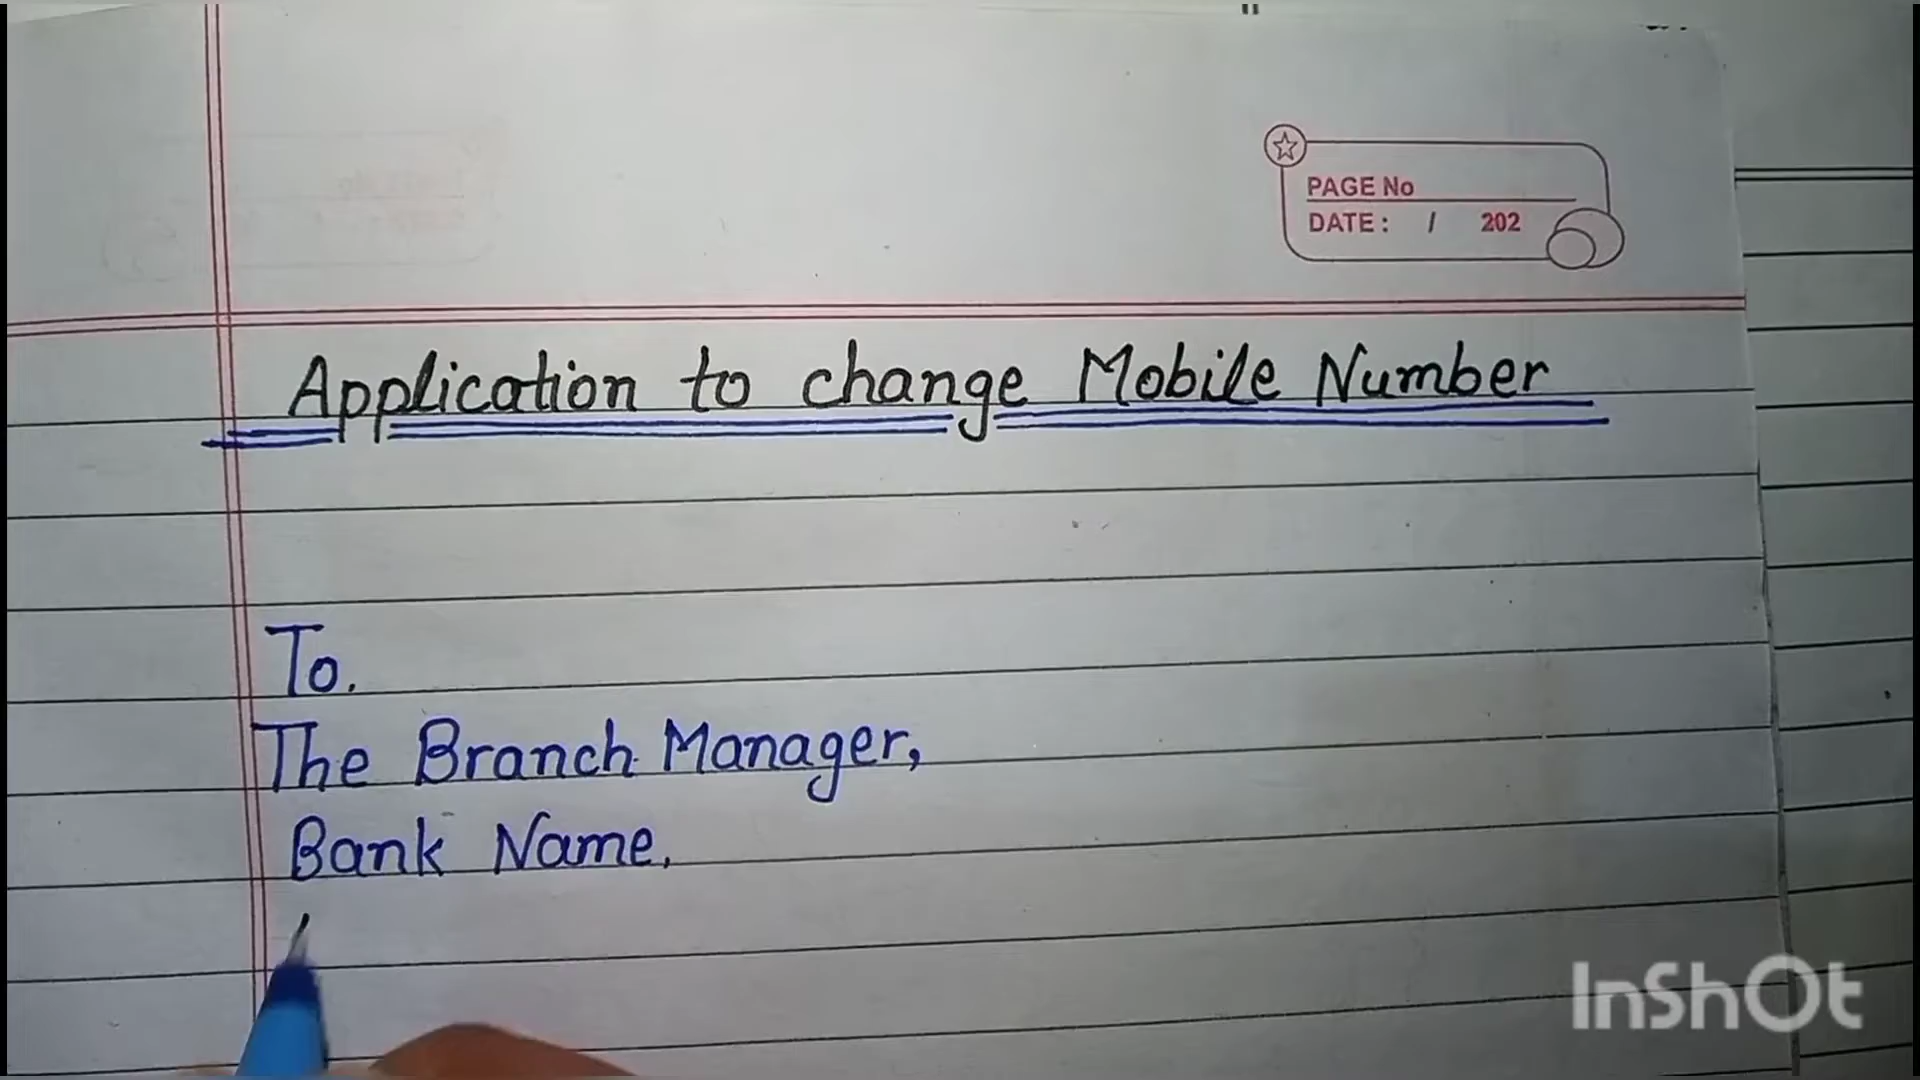 PAGE No
DATE: / 202
Application to change Mobile Number
To.
The Branch Manager,
Bank Name,
InShOt